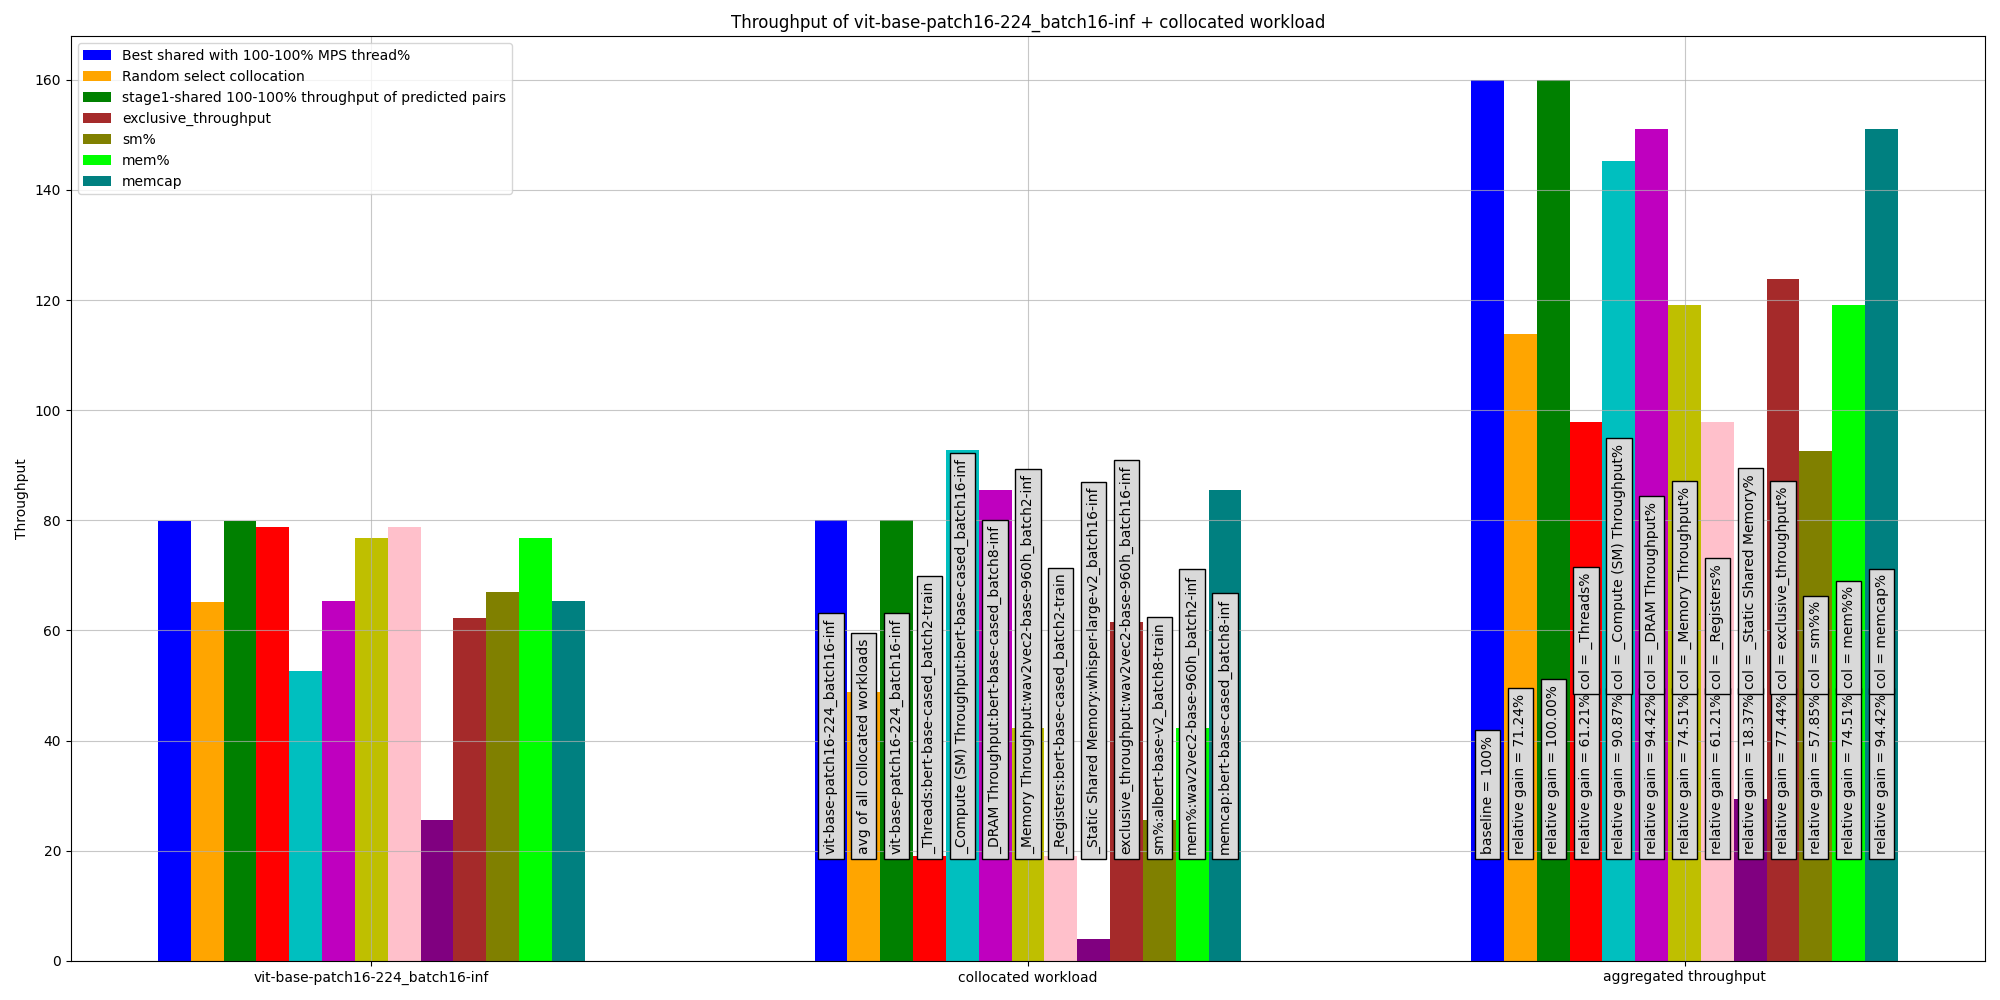 Throughput of vit-base-patch16-224_batch16-inf + collocated workload
Best shared with 100-100% MPS thread%
Random select collocation
stage1-shared 100-100% throughput of predicted pairs
exclusive_throughput
sm%
mem%
memcap
Throughput
160
140
120
100
80
60
40
20
0
vit-base-patch16-224_batch16-inf
avg of all collocated workloads
vit-base-patch16-224_batch16-inf
_Threads:bert-base-cased_batch2-train
_Compute (SM) Throughput:bert-base-cased_batch16-inf
_DRAM Throughput:bert-base-cased_batch8-inf
_Memory Throughput:wav2vec2-base-960h_batch2-inf
_Registers:bert-base-cased_batch2-train
_Static Shared Memory:whisper-large-v2_batch16-inf
exclusive_throughput:wav2vec2-base-960h_batch16-inf
sm%:albert-base-v2_batch8-train
mem%:wav2vec2-base-960h_batch2-inf
memcap:bert-base-cased_batch8-inf
baseline = 100%
relative gain = 71.24%
relative gain = 100.00%
relative gain = 61.21%
col = _Threads%
relative gain = 90.87%
col = _Compute (SM) Throughput%
relative gain = 94.42%
col = _DRAM Throughput%
relative gain = 74.51%
col = _Memory Throughput%
relative gain = 61.21%
col = _Registers%
relative gain = 18.37%
col = _Static Shared Memory%
relative gain = 77.44%
col = exclusive_throughput%
relative gain = 57.85%
col = sm%%
relative gain = 74.51%
col = mem%%
relative gain = 94.42%
col = memcap%
vit-base-patch16-224_batch16-inf
collocated workload
aggregated throughput